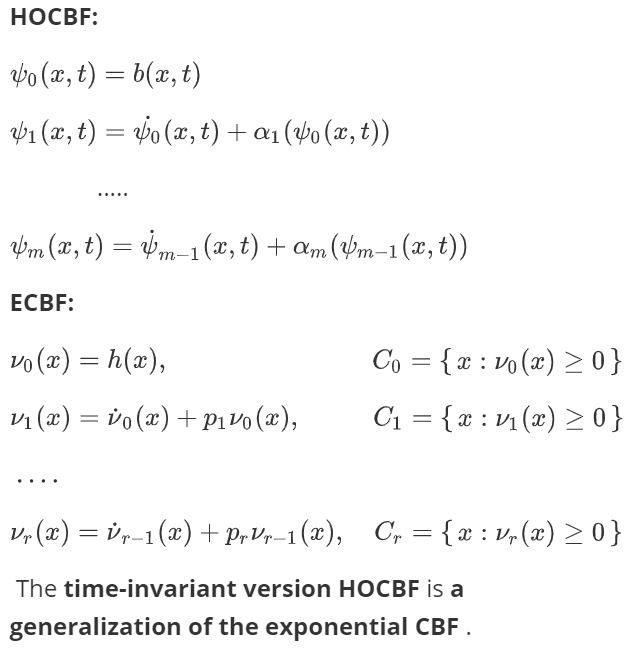 HOCBF:
ψ₀(x, t) = b(x, t)
ψ₁(x, t) = ψ̇₀(x, t) + α₁(ψ₀(x, t))
.....
ψₘ(x, t) = ψ̇ₘ₋₁(x, t) + αₘ(ψₘ₋₁(x, t))
ECBF:
ν₀(x) = h(x), C₀ = { x : ν₀(x) ≥ 0 }
ν₁(x) = ν̇₀(x) + p₁ν₀(x), C₁ = { x : ν₁(x) ≥ 0 }
....
νᵣ(x) = ν̇ᵣ₋₁(x) + pᵣνᵣ₋₁(x), Cᵣ = { x : νᵣ(x) ≥ 0 }
The time-invariant version HOCBF is a
generalization of the exponential CBF .